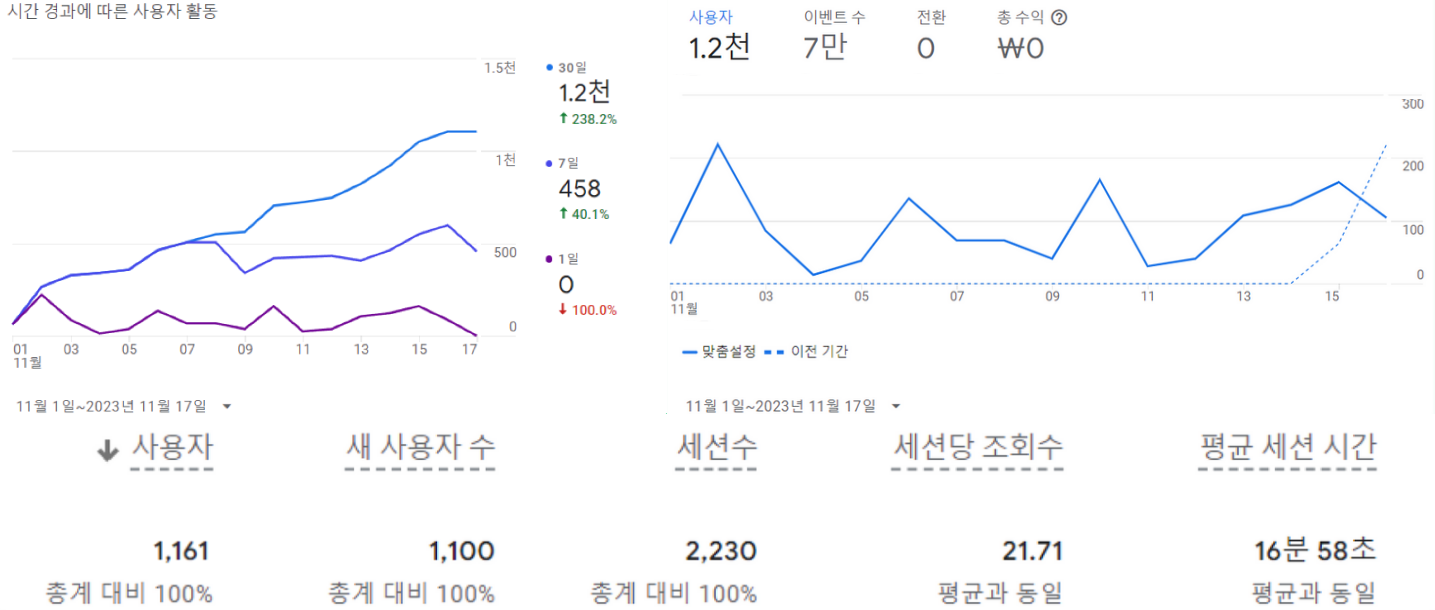 시간 경과에 따른 사용자 활동
1.5천
1천
500
0
01 03 05 07 09 11 13 15 17
11월
30일
1.2천
↑ 238.2%
7일
458
↑ 40.1%
1일
0
↓ 100.0%
11월 1일~2023년 11월 17일
사용자 이벤트 수 전환 총 수익
1.2천 7만 0 ₩0
300
200
100
0
01 03 05 07 09 11 13 15
11월
맞춤설정 이전 기간
11월 1일~2023년 11월 17일
↓ 사용자 새 사용자 수 세션수 세션당 조회수 평균 세션 시간
1,161 1,100 2,230 21.71 16분 58초
총계 대비 100% 총계 대비 100% 총계 대비 100% 평균과 동일 평균과 동일